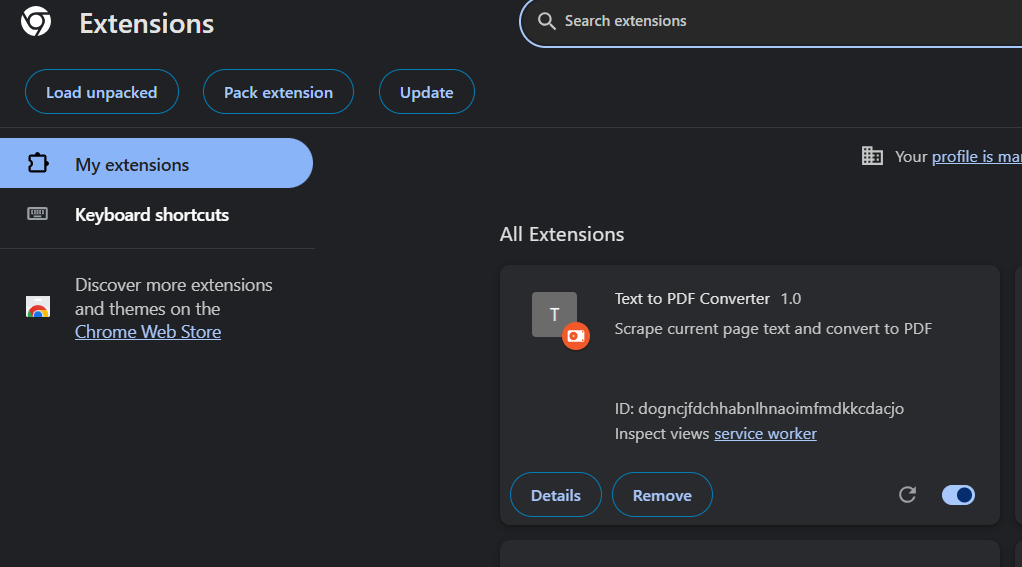 Extensions
Search extensions
Load unpacked
Pack extension
Update
My extensions
Your profile is ma
Keyboard shortcuts
All Extensions
Discover more extensions
and themes on the
Chrome Web Store
T
Text to PDF Converter 1.0
Scrape current page text and convert to PDF
ID: dogncjfdchhabnlhnaoimfmdkkcdacjo
Inspect views service worker
Details
Remove